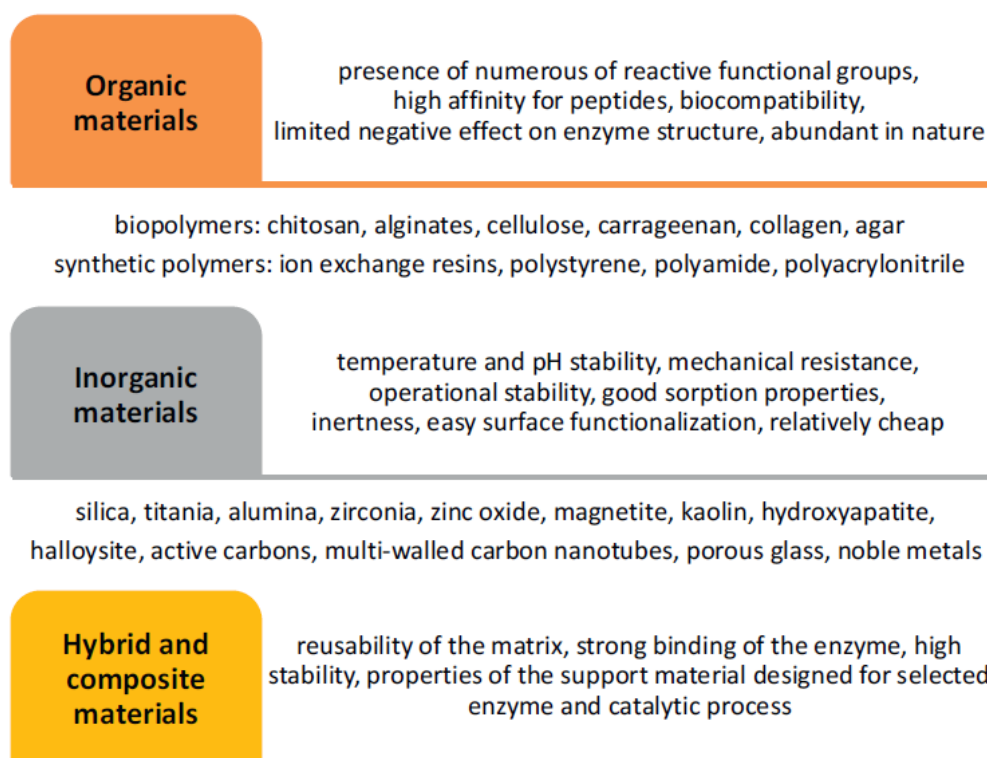 Organic
materials
presence of numerous of reactive functional groups,
high affinity for peptides, biocompatibility,
limited negative effect on enzyme structure, abundant in nature
biopolymers: chitosan, alginates, cellulose, carrageenan, collagen, agar
synthetic polymers: ion exchange resins, polystyrene, polyamide, polyacrylonitrile
Inorganic
materials
temperature and pH stability, mechanical resistance,
operational stability, good sorption properties,
inertness, easy surface functionalization, relatively cheap
silica, titania, alumina, zirconia, zinc oxide, magnetite, kaolin, hydroxyapatite,
halloysite, active carbons, multi-walled carbon nanotubes, porous glass, noble metals
Hybrid and
composite
materials
reusability of the matrix, strong binding of the enzyme, high
stability, properties of the support material designed for selected
enzyme and catalytic process